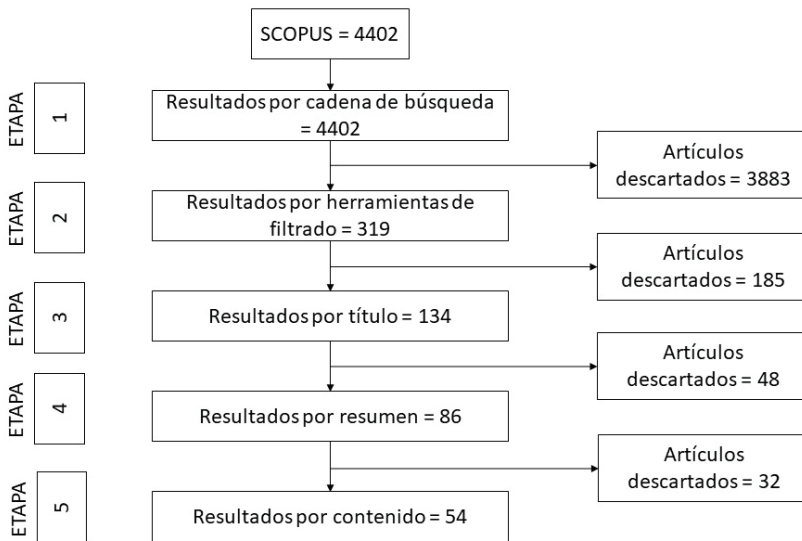 SCOPUS = 4402
ETAPA
1
Resultados por cadena de búsqueda
= 4402
Artículos
descartados = 3883
ETAPA
2
Resultados por herramientas de
filtrado = 319
Artículos
descartados = 185
ETAPA
3
Resultados por título = 134
Artículos
descartados = 48
ETAPA
4
Resultados por resumen = 86
Artículos
descartados = 32
ETAPA
5
Resultados por contenido = 54